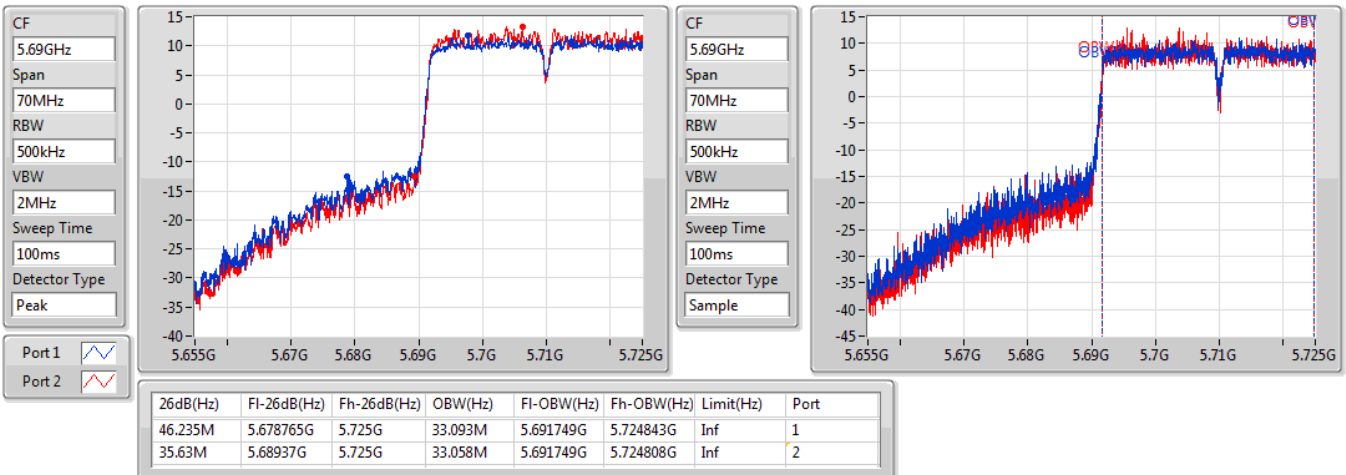 CF
5.69GHz
Span
70MHz
RBW
500kHz
VBW
2MHz
Sweep Time
100ms
Detector Type
Peak
15
10
5
0
-5
-10
-15
-20
-25
-30
-35
-40
5.655G 5.67G 5.68G 5.69G 5.7G 5.71G 5.725G
Port 1
Port 2
CF
5.69GHz
Span
70MHz
RBW
500kHz
VBW
2MHz
Sweep Time
100ms
Detector Type
Sample
15
10
5
0
-5
-10
-15
-20
-25
-30
-35
-40
-45
OBW
OBW
5.655G 5.67G 5.68G 5.69G 5.7G 5.71G 5.725G
26dB(Hz) Fl-26dB(Hz) Fh-26dB(Hz) OBW(Hz) Fl-OBW(Hz) Fh-OBW(Hz) Limit(Hz) Port
46.235M 5.678765G 5.725G 33.093M 5.691749G 5.724843G Inf 1
35.63M 5.68937G 5.725G 33.058M 5.691749G 5.724808G Inf 2